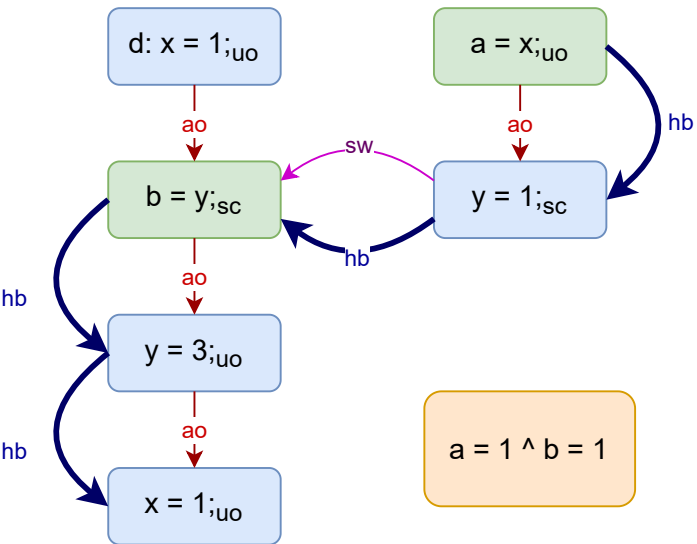 d: x = 1;uo
a = x;uo
ao
ao
hb
sw
b = y;sc
y = 1;sc
hb
ao
hb
y = 3;uo
ao
hb
a = 1 ^ b = 1
x = 1;uo